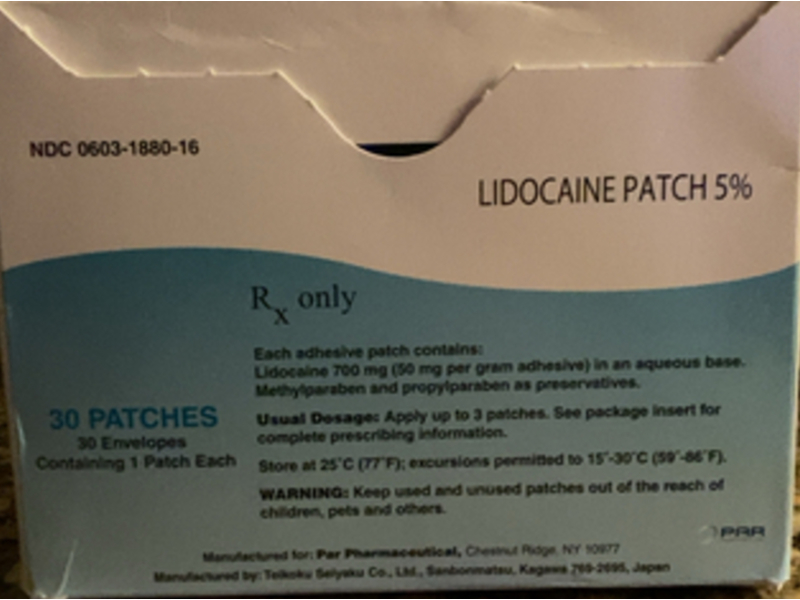 NDC 0603-1880-16
LIDOCAINE PATCH 5%
Rx only
Each adhesive patch contains:
Lidocaine 700 mg (50 mg per gram adhesive) in an aqueous base.
Methylparaben and propylparaben as preservatives.
30 PATCHES
30 Envelopes
Containing 1 Patch Each
Usual Dosage: Apply up to 3 patches. See package insert for
complete prescribing information.
Store at 25°C (77°F); excursions permitted to 15°-30°C (59°-86°F).
WARNING: Keep used and unused patches out of the reach of
children, pets and others.
PAR
Manufactured for: Par Pharmaceutical, Chestnut Ridge, NY 10977
Manufactured by: Teikoku Seiyaku Co., Ltd., Sanbonmatsu, Kagawa 769-2695, Japan